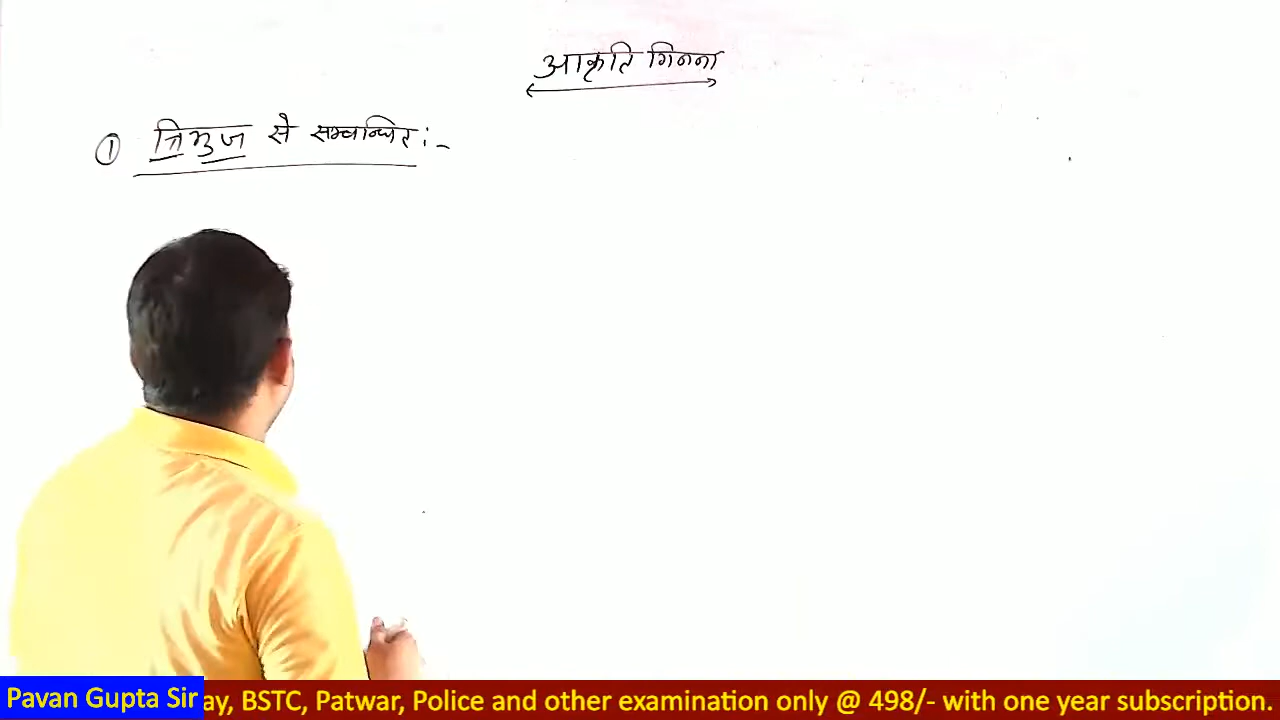 आकृति गिनना
① त्रिभुज से सम्बन्धित :-
Pavan Gupta Sir
ay, BSTC, Patwar, Police and other examination only @ 498/- with one year subscription.